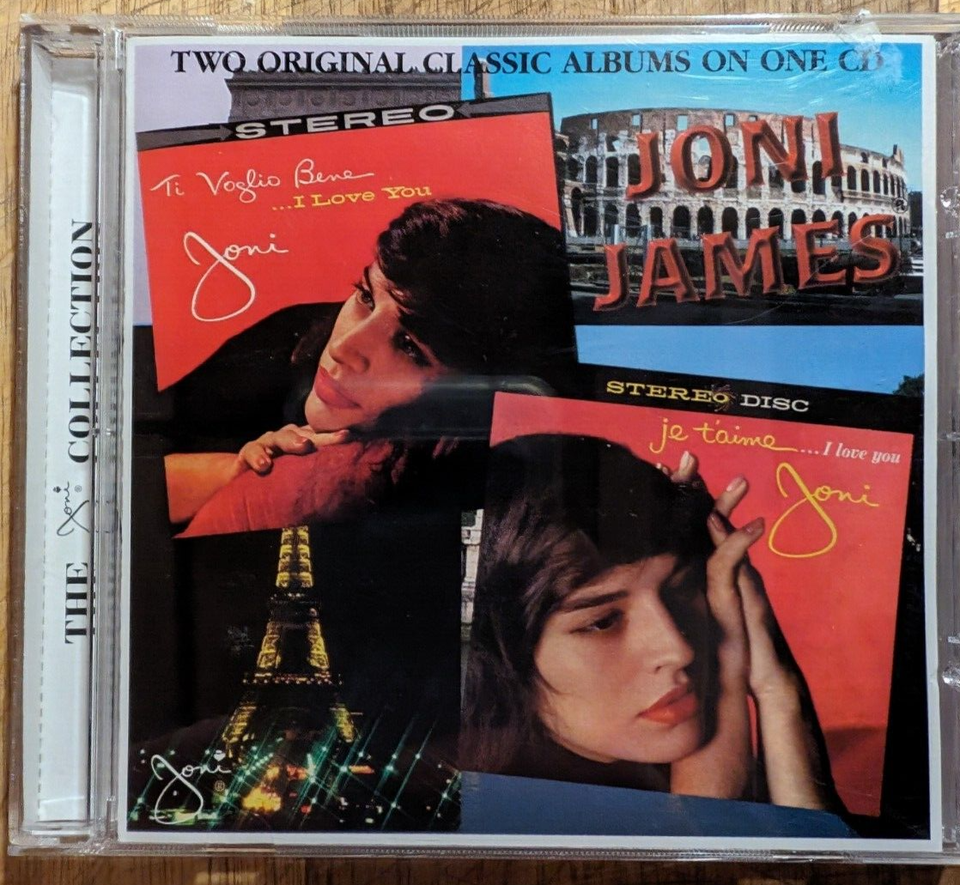 TWO ORIGINAL CLASSIC ALBUMS ON ONE CD
STEREO
Ti Voglio Bene
...I Love You
Joni
JONI
JAMES®
STEREO DISC
je t'aime...I love you
Joni
Joni®
THE Joni® COLLECTION